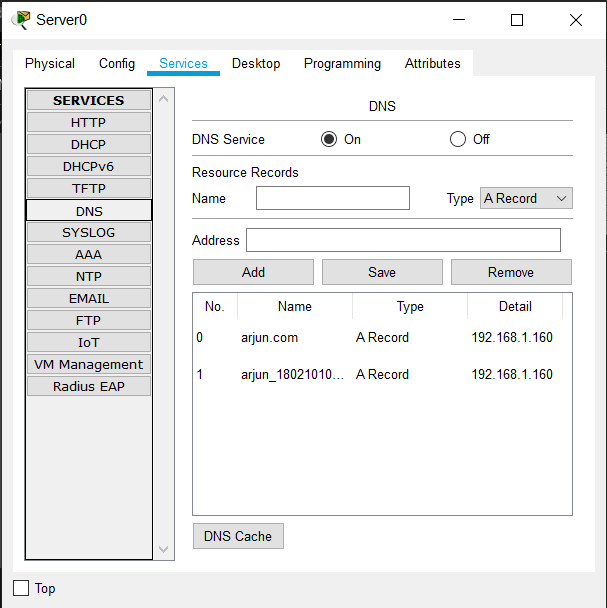 Server0
Physical Config Services Desktop Programming Attributes
SERVICES
HTTP
DHCP
DHCPv6
TFTP
DNS
SYSLOG
AAA
NTP
EMAIL
FTP
IoT
VM Management
Radius EAP
DNS
DNS Service On Off
Resource Records
Name Type A Record
Address
Add Save Remove
No. Name Type Detail
0 arjun.com A Record 192.168.1.160
1 arjun_18021010... A Record 192.168.1.160
DNS Cache
Top